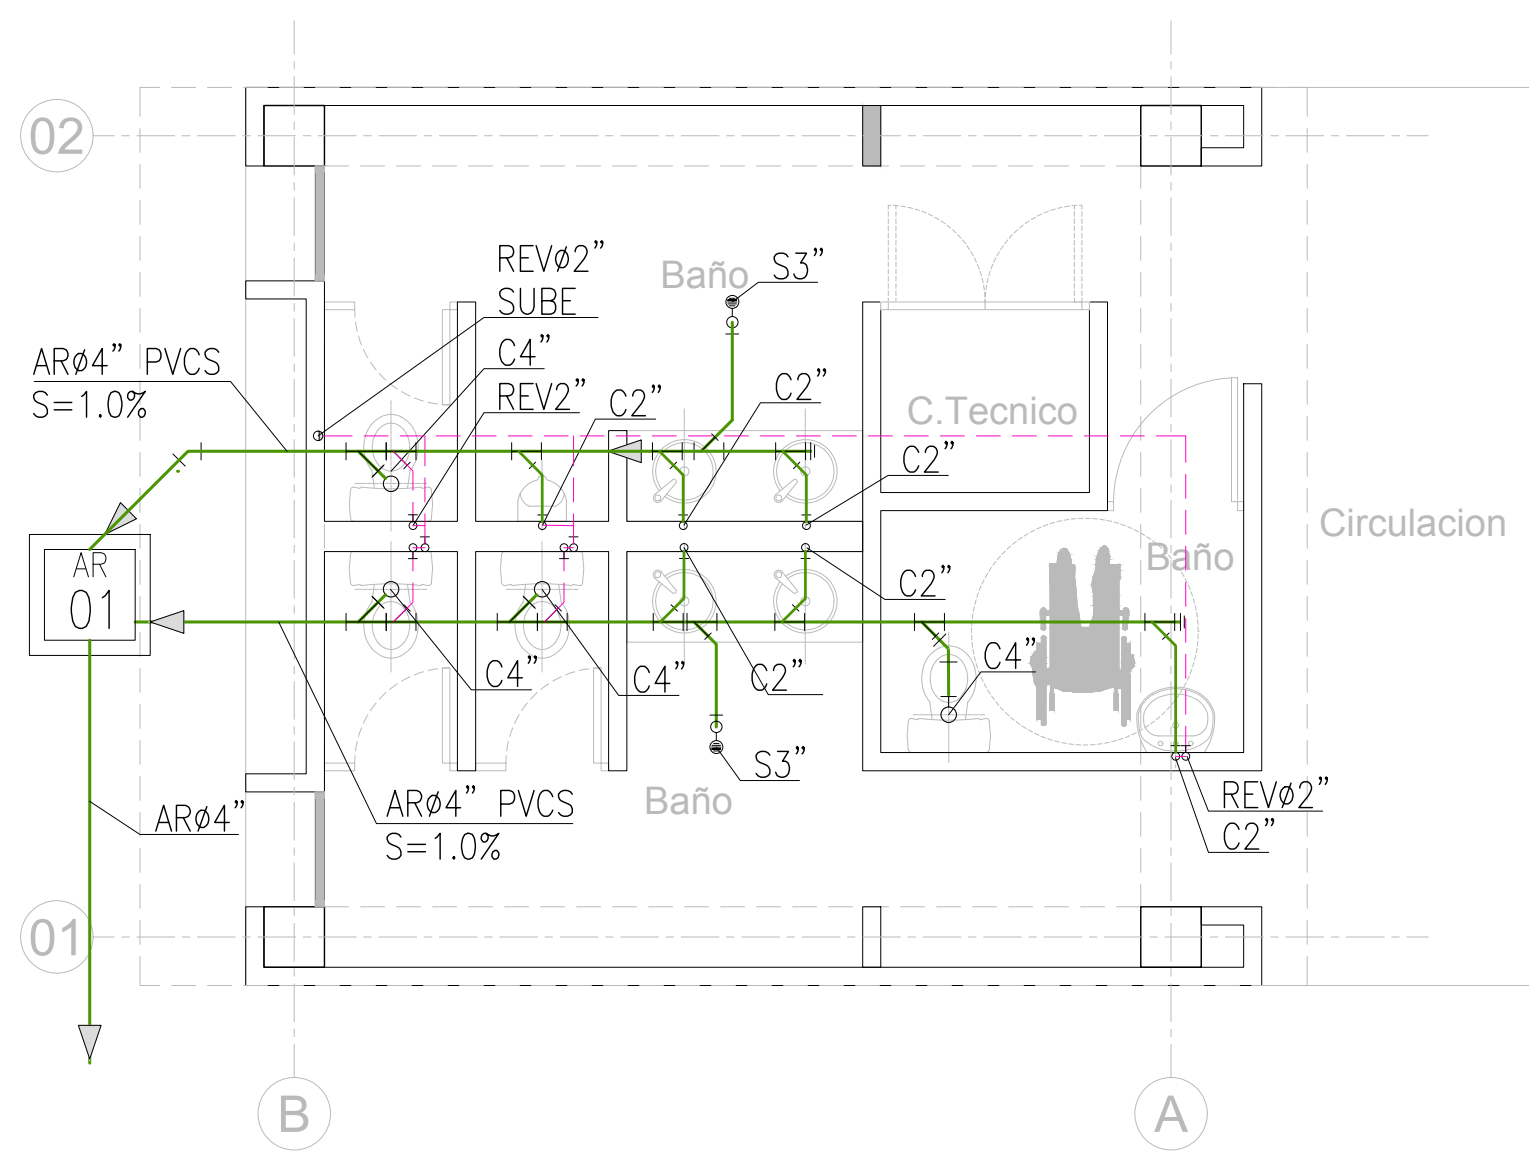 02
REVø2”
SUBE
Baño
S3”
ARø4” PVCS
S=1.0%
C4”
REV2”
C2”
C2”
C.Tecnico
C2”
Circulacion
AR
01
Baño
C2”
C4”
C4”
C2”
C4”
S3”
Baño
ARø4”
ARø4” PVCS
S=1.0%
REVø2”
C2”
01
B
A